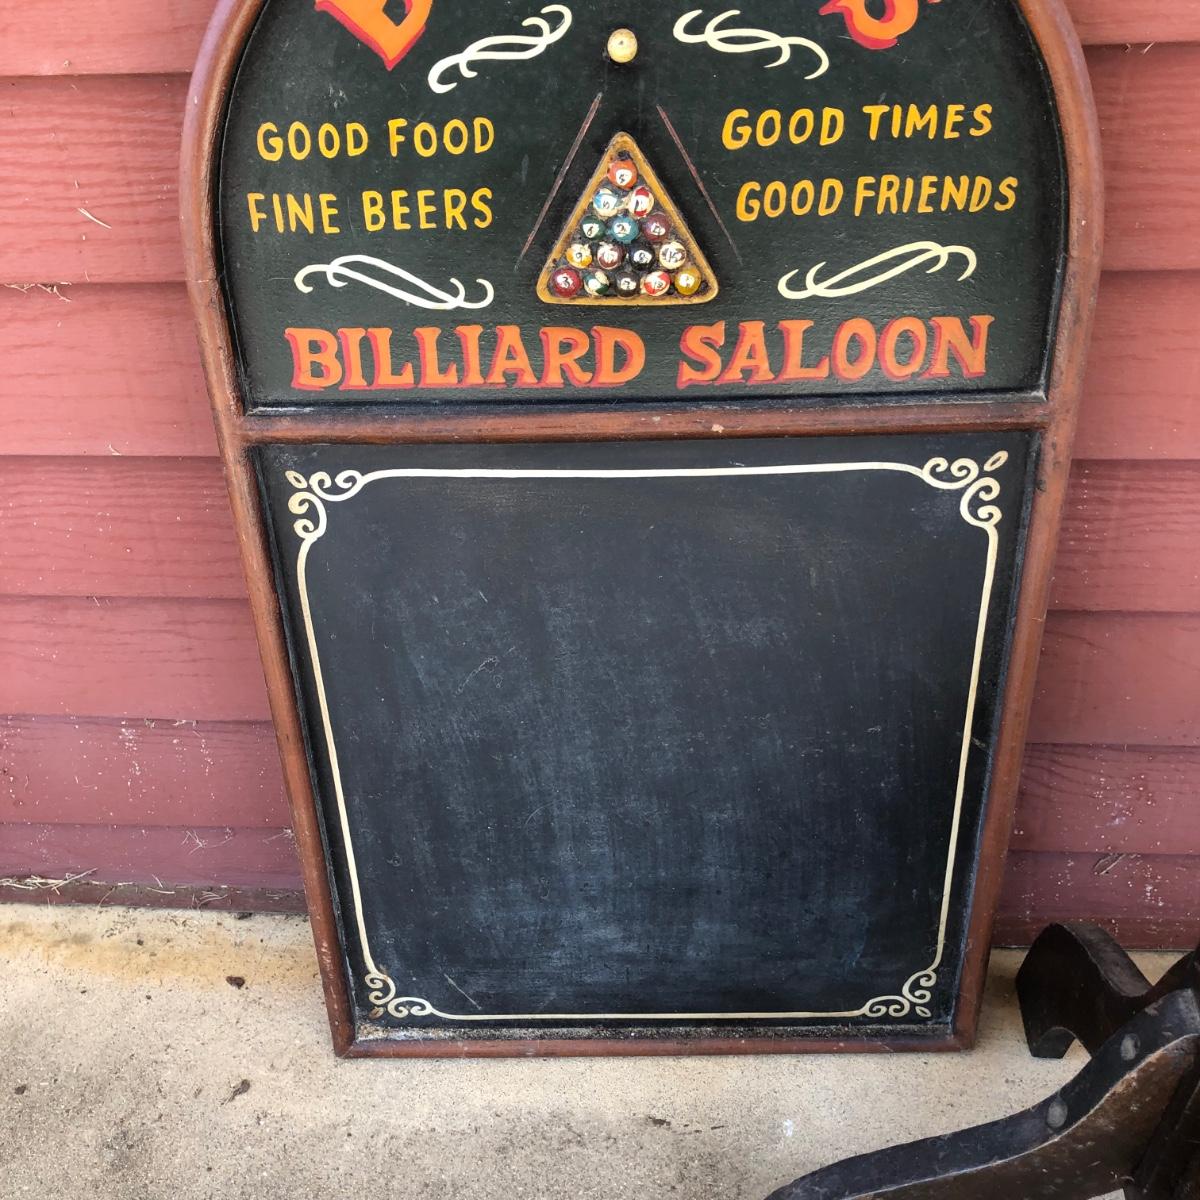 GOOD FOOD
FINE BEERS
GOOD TIMES
GOOD FRIENDS
BILLIARD SALOON